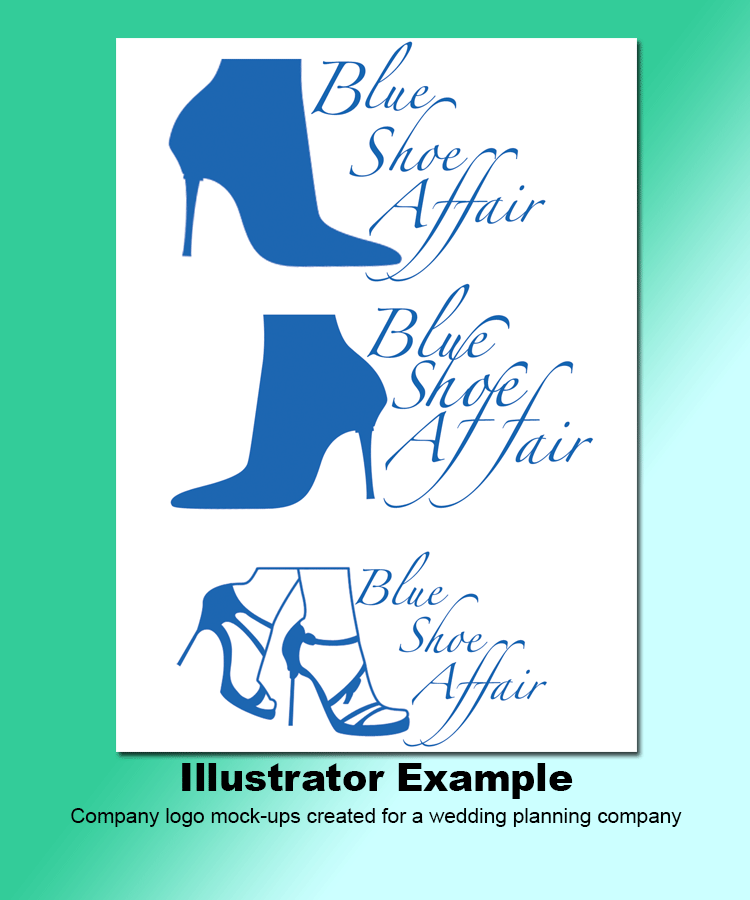 Blue
Shoe
Affair
Blue
Shoe
Affair
Blue
Shoe
Affair
Illustrator Example
Company logo mock-ups created for a wedding planning company